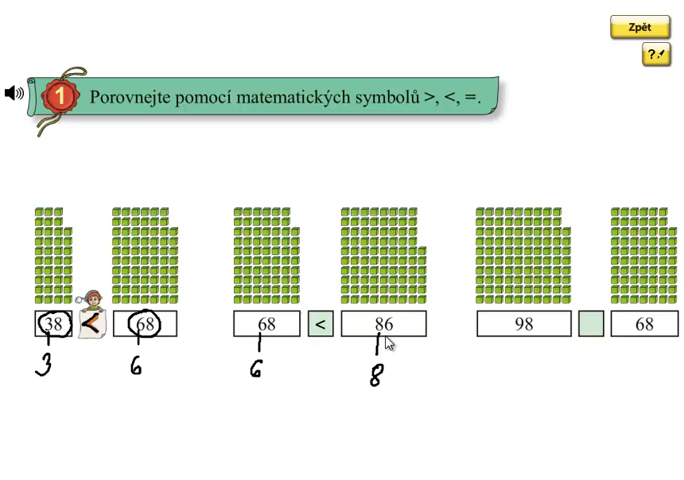 Zpět
?
1 Porovnejte pomocí matematických symbolů >, <, =.
38 < 68
68 < 86
98 68
3 6 6 8